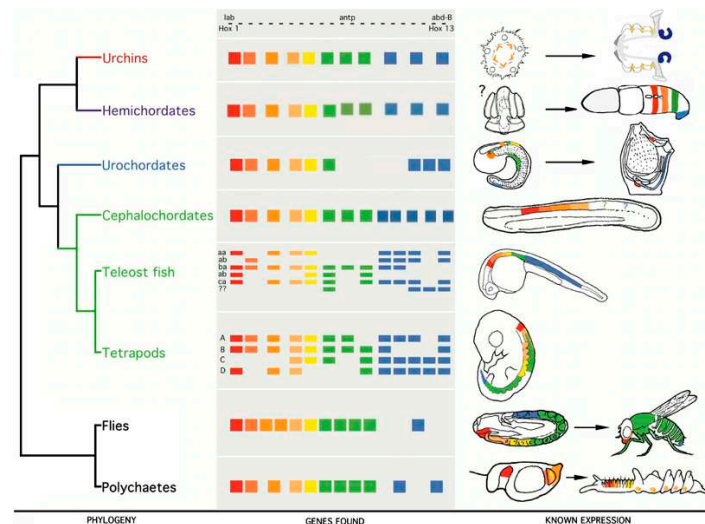 lab antp abd-B
Hox 1 Hox 13
Urchins
Hemichordates
?
Urochordates
Cephalochordates
? ?
aa
ab
ba
Teleost fish
ab
ca
??
A
B
Tetrapods
C
D
Flies
Polychaetes
PHYLOGENY GENES FOUND KNOWN EXPRESSION